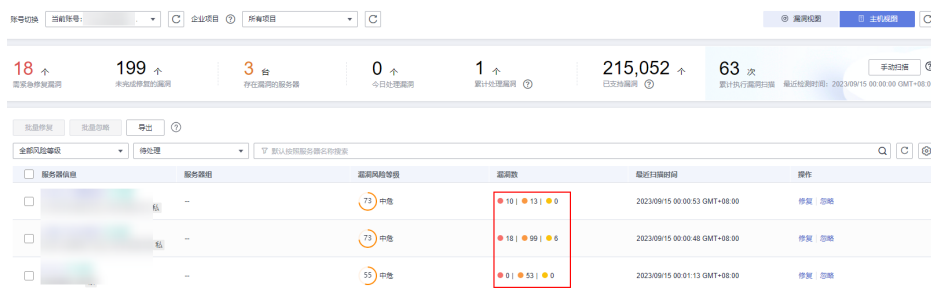 账号切换 当前账号: 企业项目 所有项目 漏洞视图 主机视图
18 个 199 个 3 台 0 个 1 个 215,052 个 63 次 手动扫描
需紧急修复漏洞 未完成修复的漏洞 存在漏洞的服务器 今日处理漏洞 累计处理漏洞 已支持漏洞 累计执行漏洞扫描 最近检测时间: 2023/09/15 00:00:00 GMT+08:0
批量修复 批量忽略 导出
全部风险等级 待处理 默认按照服务器名称搜索
服务器信息 服务器组 漏洞风险等级 漏洞数 最近扫描时间 操作
私 -- 73 中危 10 | 13 | 0 2023/09/15 00:00:53 GMT+08:00 修复 忽略
私 -- 73 中危 18 | 99 | 6 2023/09/15 00:00:48 GMT+08:00 修复 忽略
-- 55 中危 0 | 53 | 0 2023/09/15 00:01:13 GMT+08:00 修复 忽略